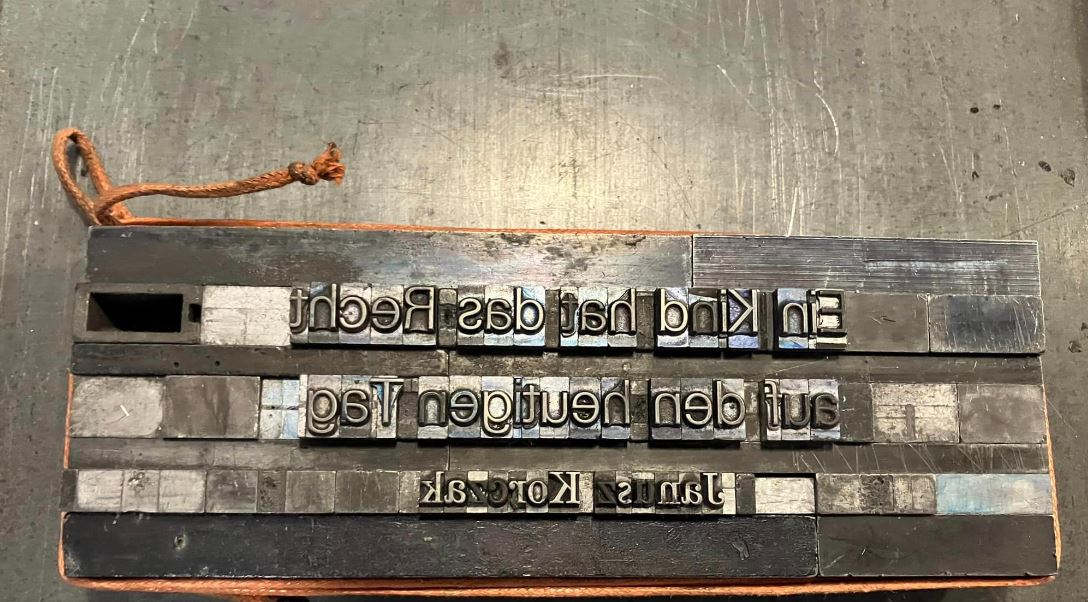 Ein Kind hat das Recht
auf den heutigen Tag
Janusz Korczak